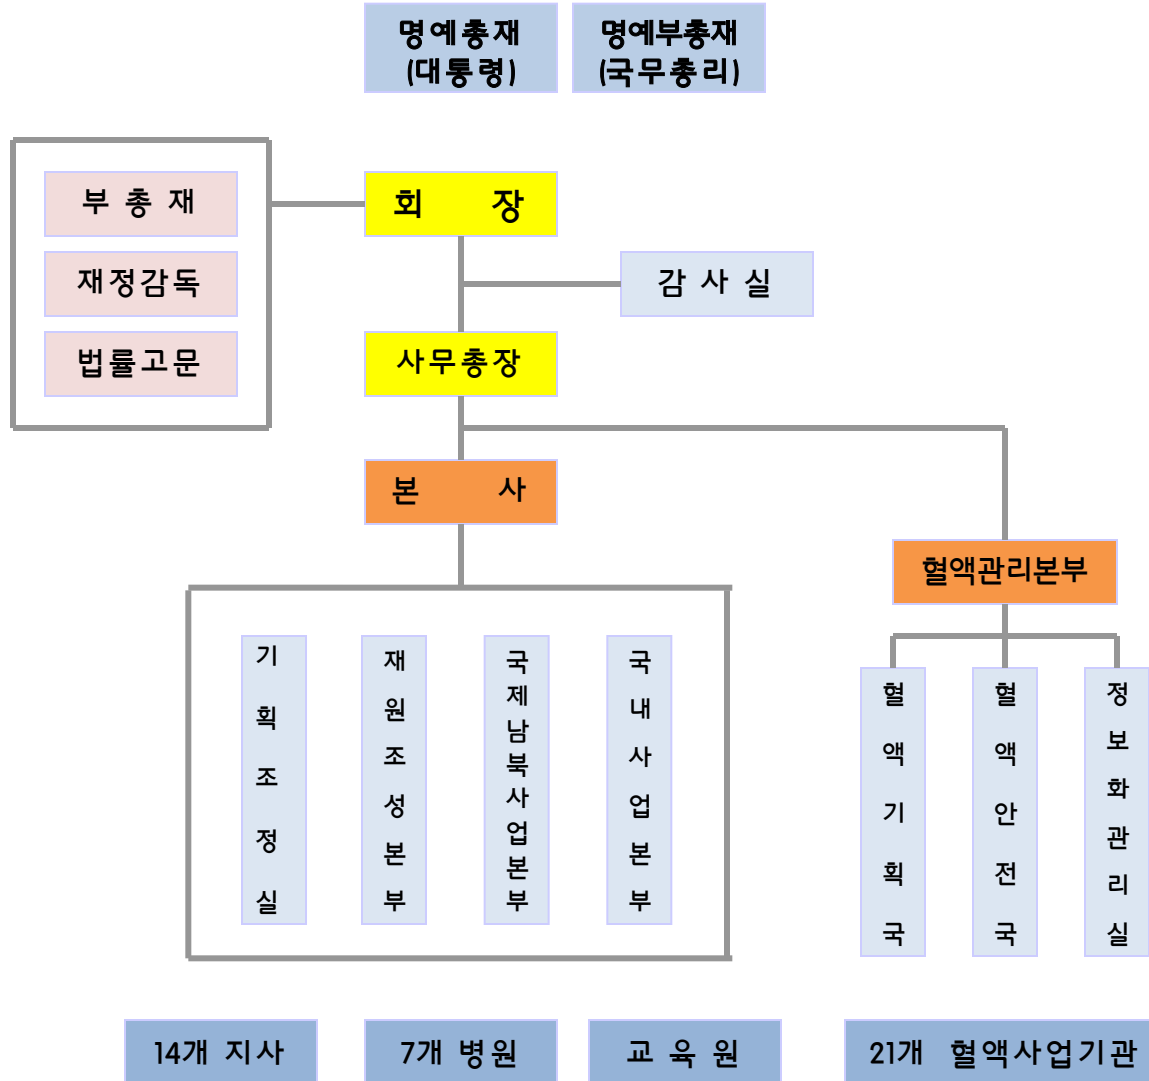 명예총재
(대통령)
명예부총재
(국무총리)
부 총 재
회 장
재정감독
감 사 실
법률고문
사무총장
본 사
혈액관리본부
기획조정실
재원조성본부
국제남북사업본부
국내사업본부
혈액기획국
혈액안전국
정보화관리실
14개 지사
7개 병원
교 육 원
21개 혈액사업기관